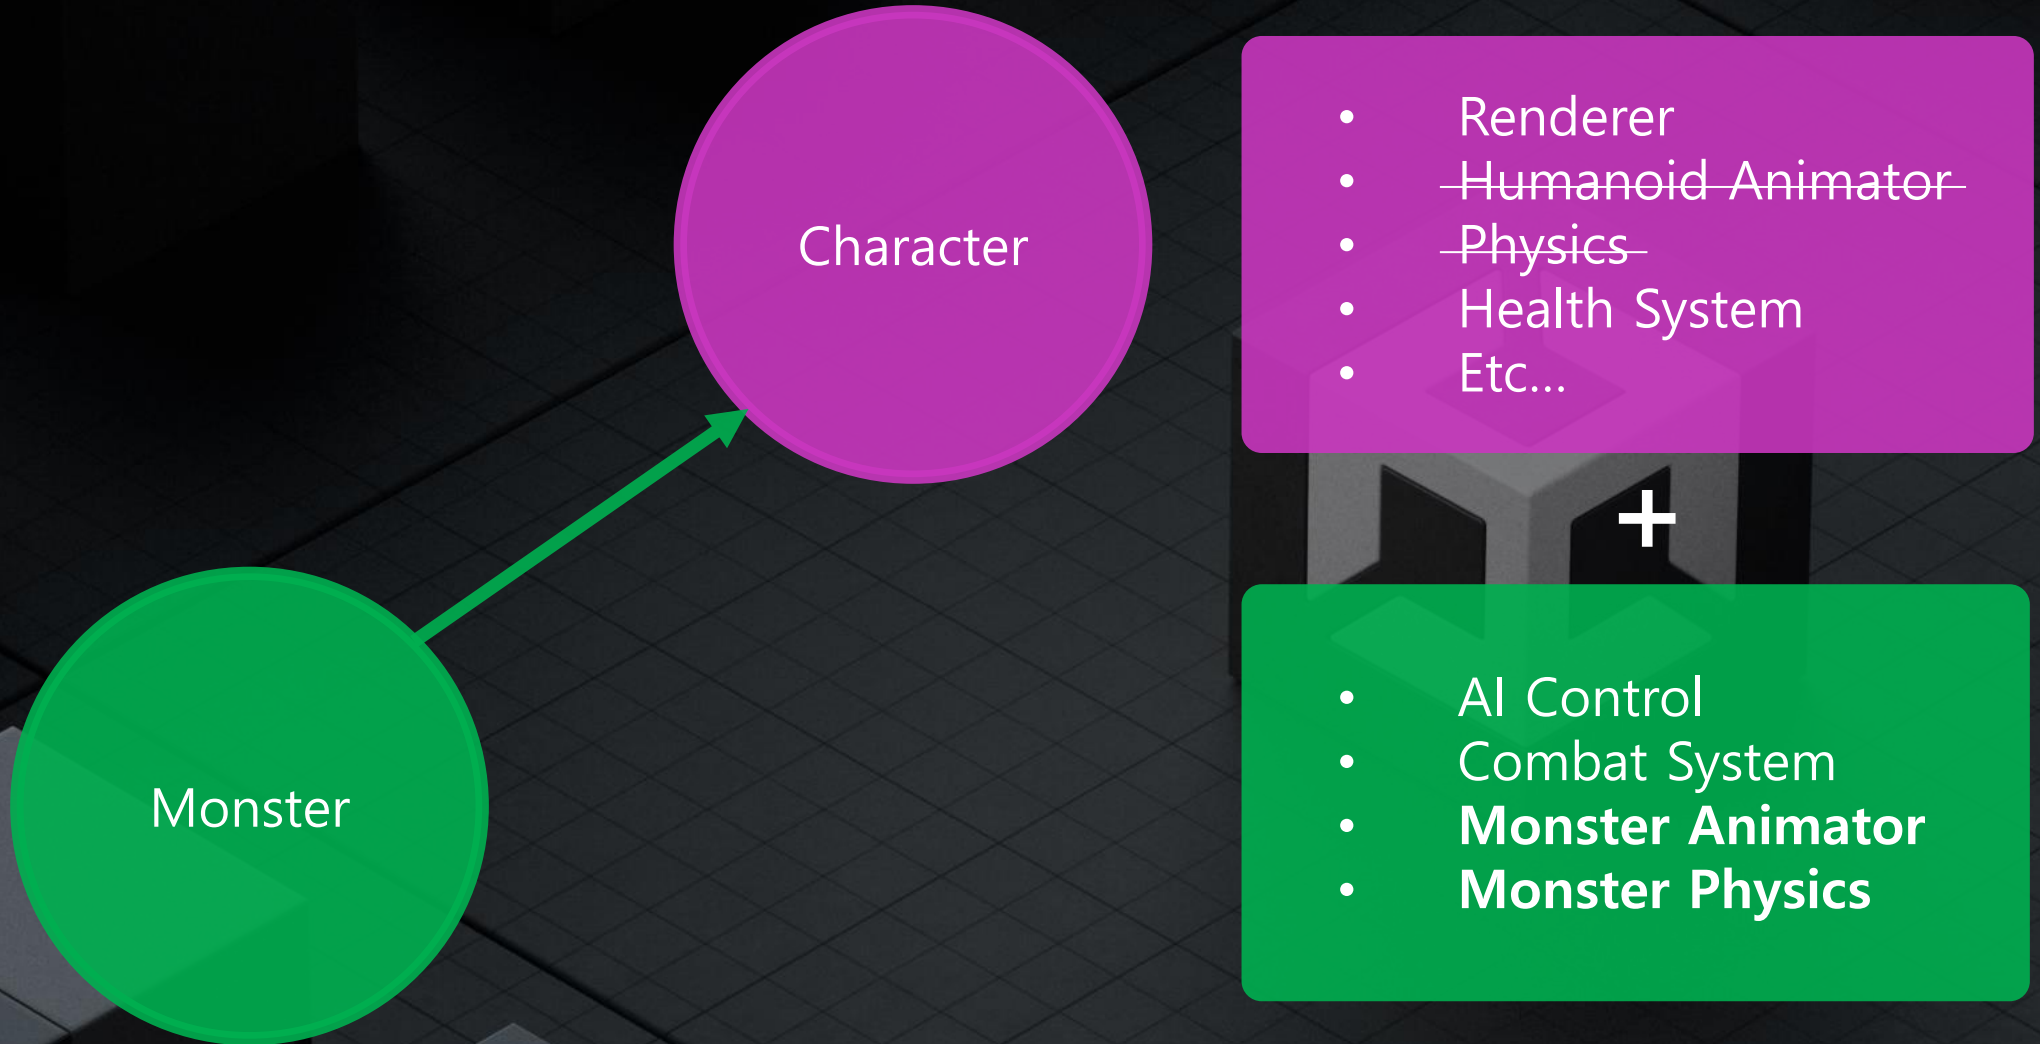 Character
• Renderer
• Humanoid Animator
• Physics
• Health System
• Etc...
+
Monster
• AI Control
• Combat System
• Monster Animator
• Monster Physics